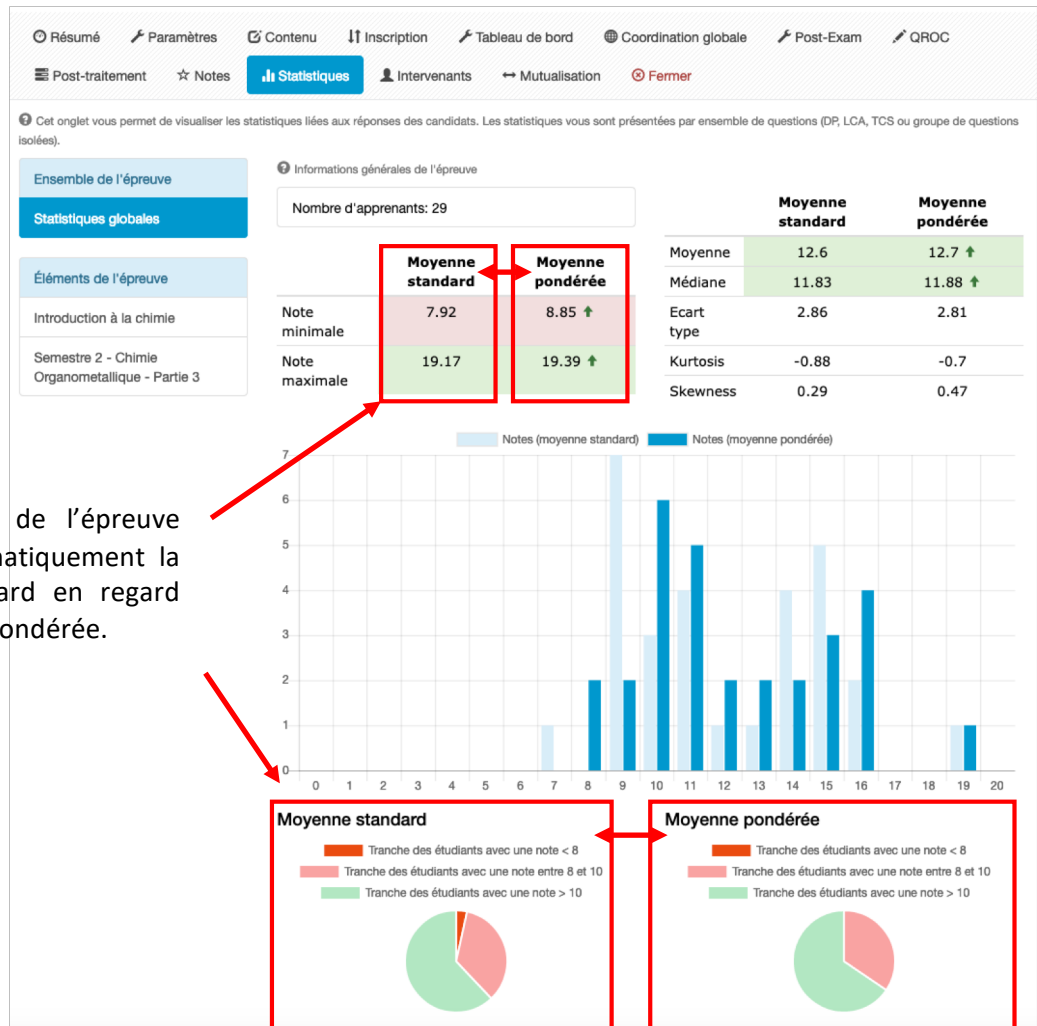 Résumé Paramètres Contenu Inscription Tableau de bord Coordination globale Post-Exam QROC
Post-traitement Notes Statistiques Intervenants Mutualisation Fermer
Cet onglet vous permet de visualiser les statistiques liées aux réponses des candidats. Les statistiques vous sont présentées par ensemble de questions (DP, LCA, TCS ou groupe de questions
isolées).
Ensemble de l'épreuve
Statistiques globales
Éléments de l'épreuve
Introduction à la chimie
Semestre 2 - Chimie
Organometallique - Partie 3
Informations générales de l'épreuve
Nombre d'apprenants: 29
Moyenne standard Moyenne pondérée
Note minimale 7.92 8.85
Note maximale 19.17 19.39
Moyenne standard Moyenne pondérée
Moyenne 12.6 12.7
Médiane 11.83 11.88
Ecart type 2.86 2.81
Kurtosis -0.88 -0.7
Skewness 0.29 0.47
de l’épreuve
matiquement la
ard en regard
ondérée.
Notes (moyenne standard) Notes (moyenne pondérée)
7
6
5
4
3
2
1
0
0 1 2 3 4 5 6 7 8 9 10 11 12 13 14 15 16 17 18 19 20
Moyenne standard
Tranche des étudiants avec une note < 8
Tranche des étudiants avec une note entre 8 et 10
Tranche des étudiants avec une note > 10
Moyenne pondérée
Tranche des étudiants avec une note < 8
Tranche des étudiants avec une note entre 8 et 10
Tranche des étudiants avec une note > 10